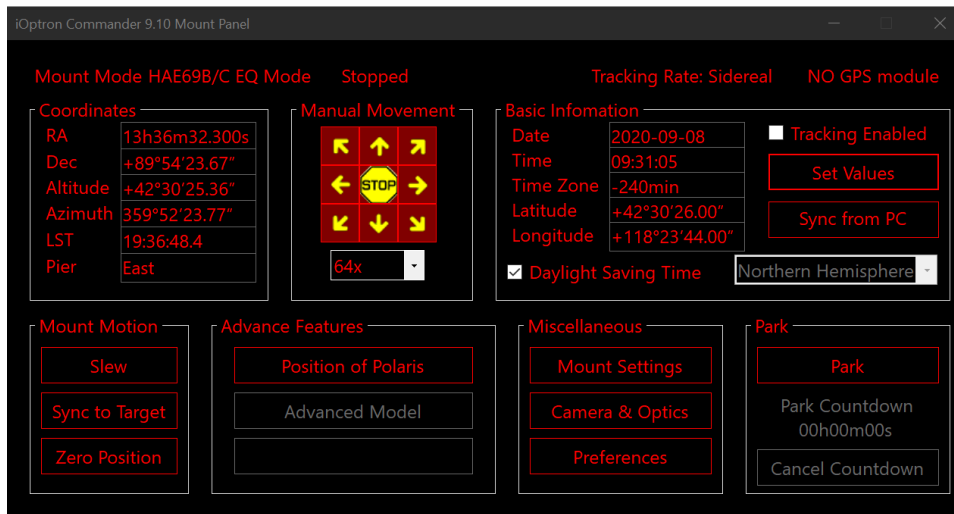 iOptron Commander 9.10 Mount Panel
Mount Mode HAE69B/C EQ Mode Stopped Tracking Rate: Sidereal NO GPS module
Coordinates
RA 13h36m32.300s
Dec +89°54'23.67"
Altitude +42°30'25.36"
Azimuth 359°52'23.77"
LST 19:36:48.4
Pier East
Manual Movement
STOP
64x
Basic Infomation
Date 2020-09-08
Time 09:31:05
Time Zone -240min
Latitude +42°30'26.00"
Longitude +118°23'44.00"
Tracking Enabled
Set Values
Sync from PC
Daylight Saving Time
Northern Hemisphere
Mount Motion
Slew
Sync to Target
Zero Position
Advance Features
Position of Polaris
Advanced Model
Miscellaneous
Mount Settings
Camera & Optics
Preferences
Park
Park
Park Countdown
00h00m00s
Cancel Countdown